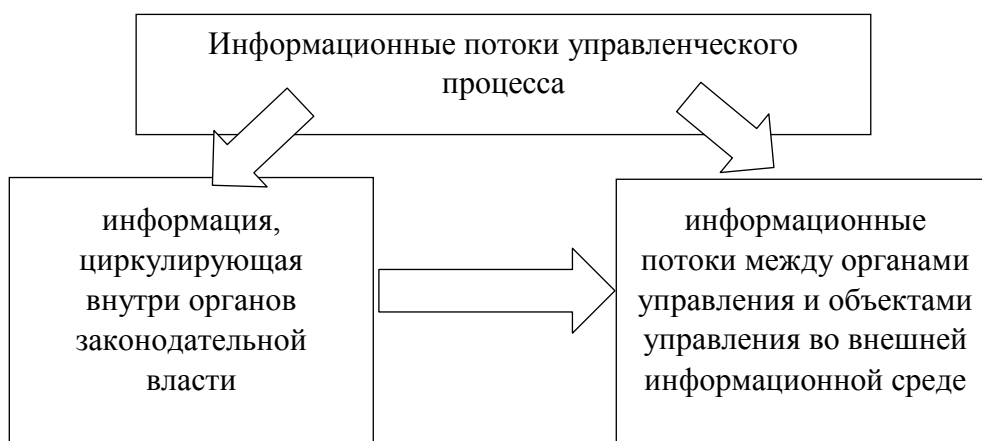 Информационные потоки управленческого
процесса
информация,
циркулирующая
внутри органов
законодательной
власти
информационные
потоки между органами
управления и объектами
управления во внешней
информационной среде